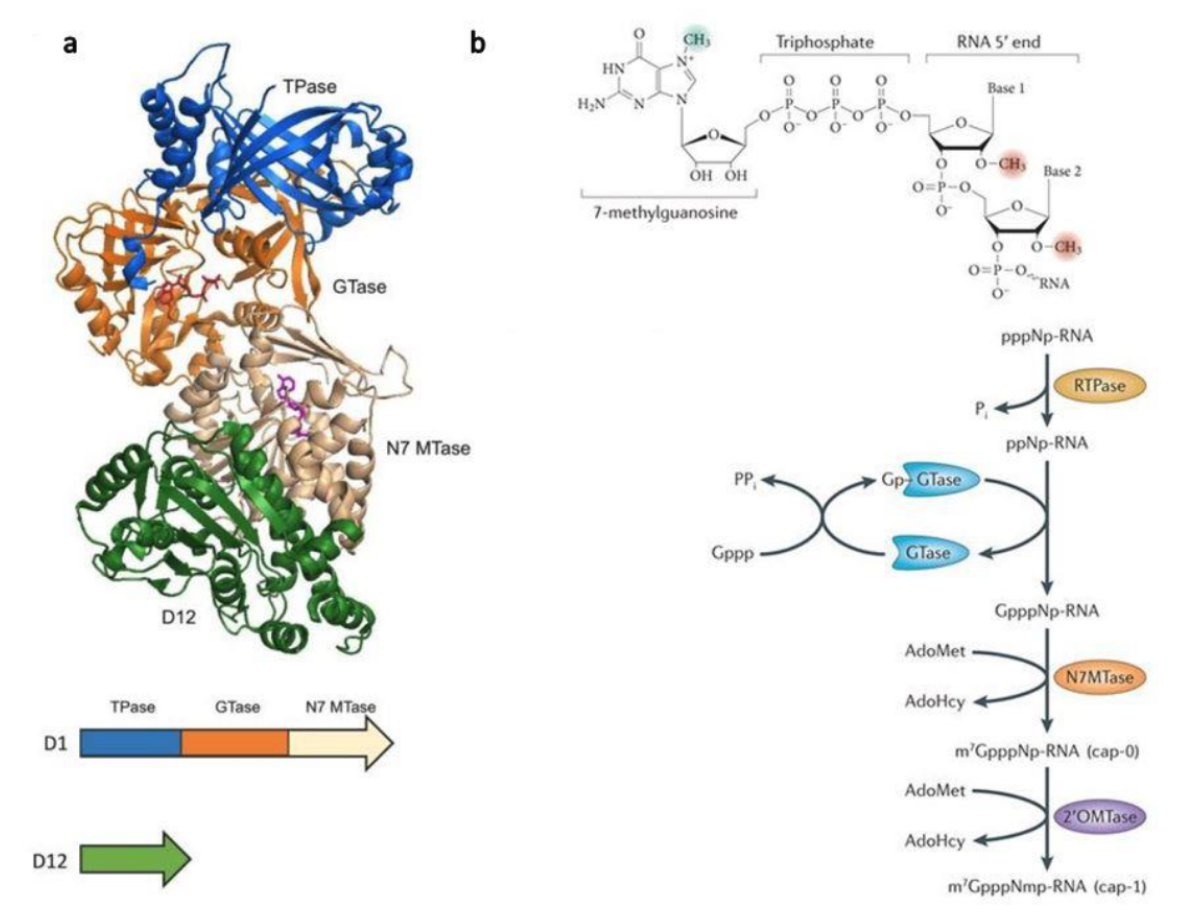 a
TPase
GTase
N7 MTase
D12
TPase GTase N7 MTase
D1
D12
b
O
CH₃
Triphosphate
RNA 5′ end
HN
N⁺
H₂N
N
N
O
O
O
Base 1
O
P
O
P
O
P
O
O
O⁻
O⁻
O⁻
O
OH OH
O
O–CH₃
Base 2
O=P–O
O⁻
O
7-methylguanosine
O
O–CH₃
O=P–O
RNA
O⁻
pppNp-RNA
RTPase
Pᵢ
ppNp-RNA
PPᵢ
Gp GTase
Gppp
GTase
GpppNp-RNA
AdoMet
N7MTase
AdoHcy
m⁷GpppNp-RNA (cap-0)
AdoMet
2′OMTase
AdoHcy
m⁷GpppNmp-RNA (cap-1)